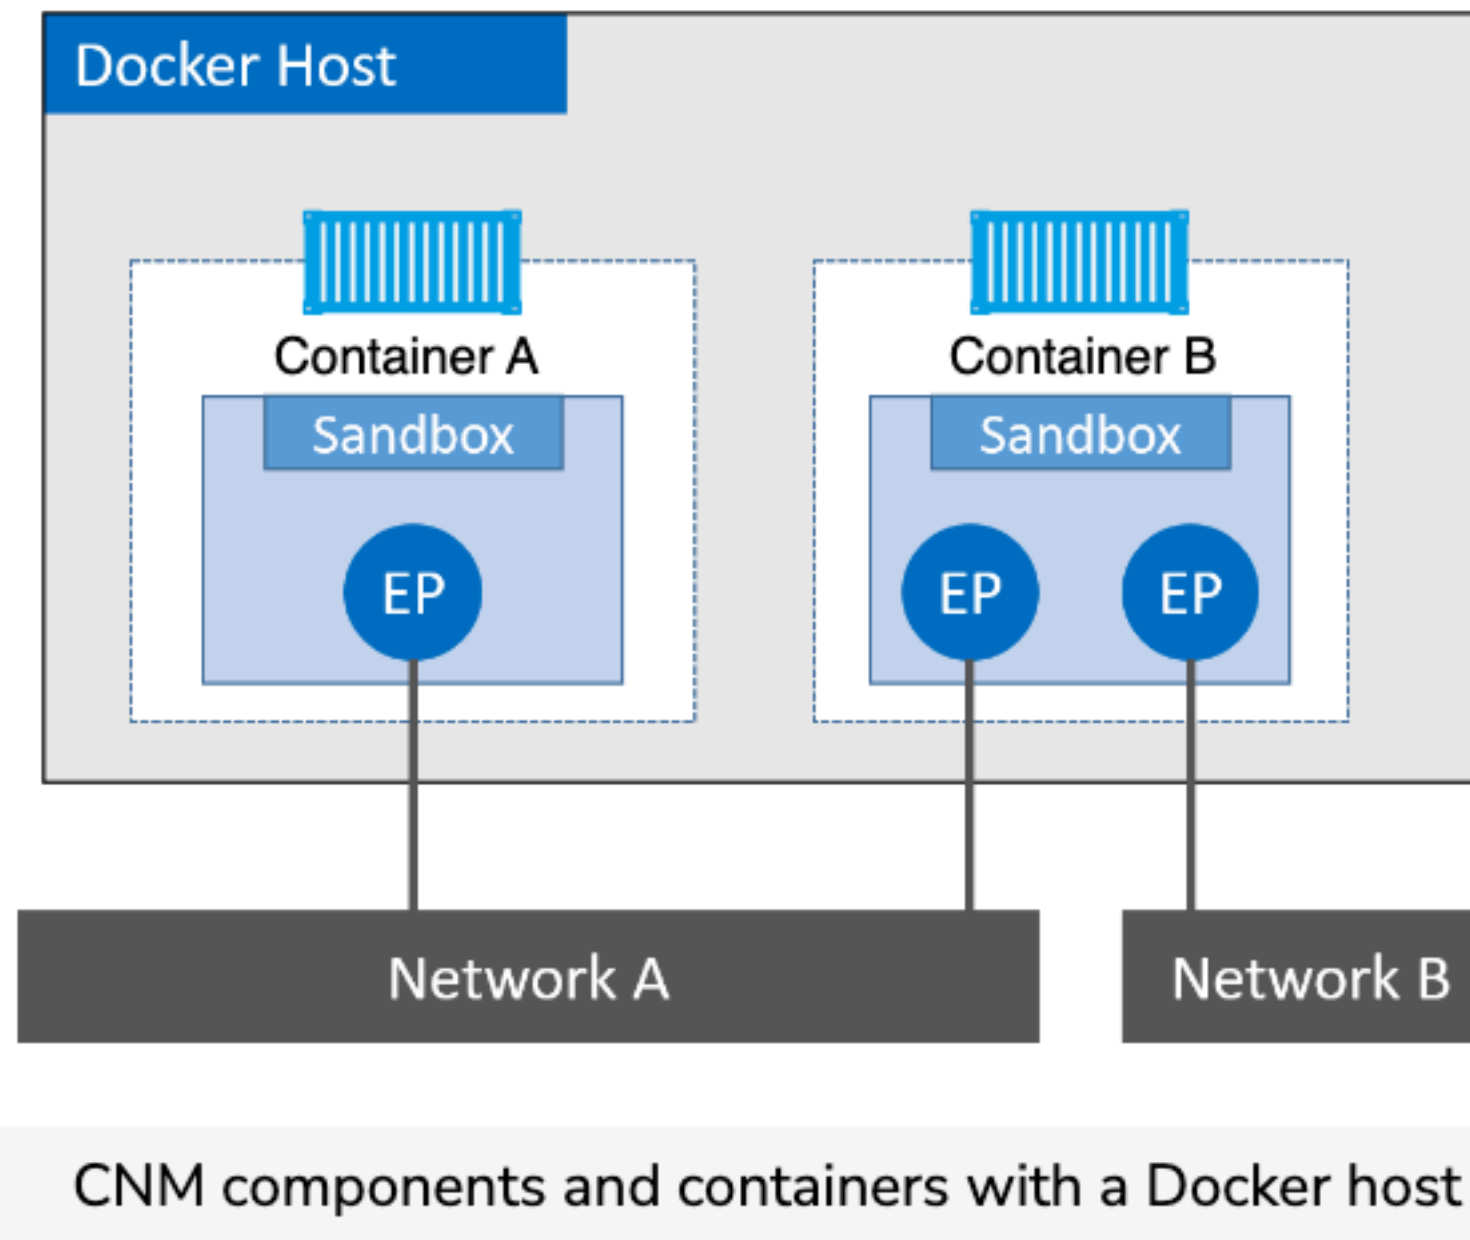 Docker Host
Container A
Container B
Sandbox
Sandbox
EP
EP
EP
Network A
Network B
CNM components and containers with a Docker host